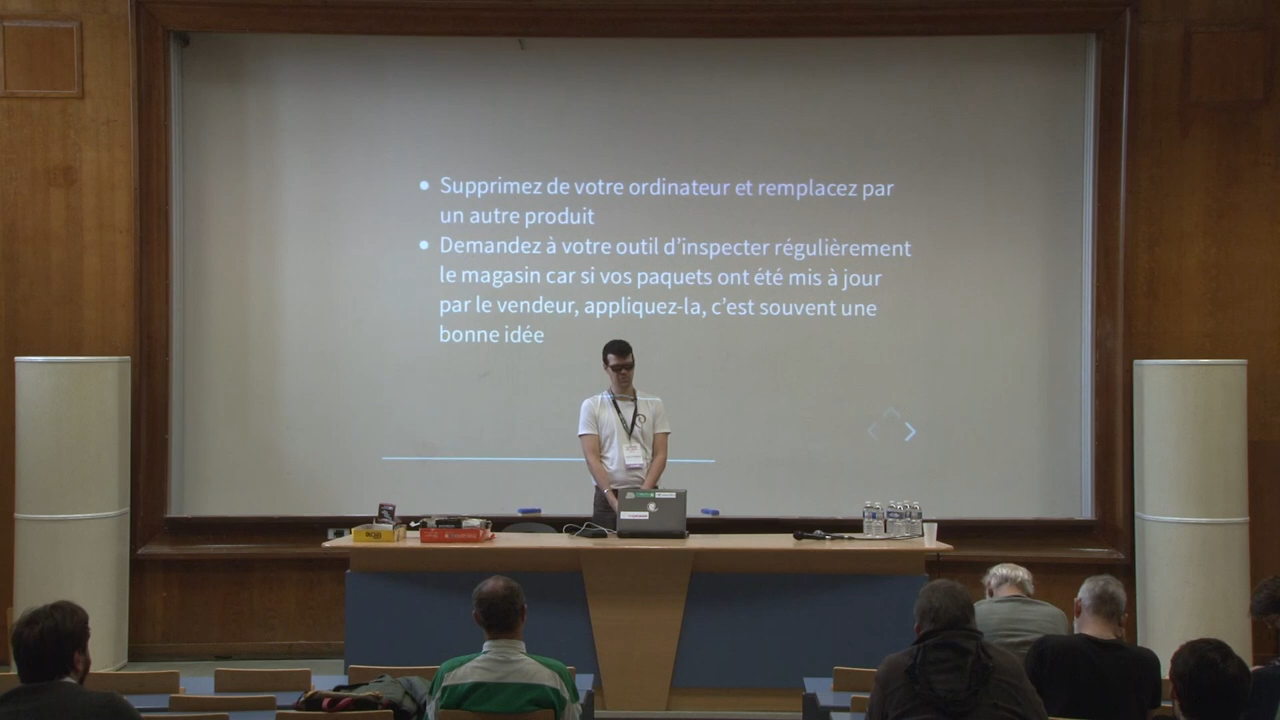 Supprimez de votre ordinateur et remplacez par
un autre produit
Demandez à votre outil d'inspecter régulièrement
le magasin car si vos paquets ont été mis à jour
par le vendeur, appliquez-la, c'est souvent une
bonne idée